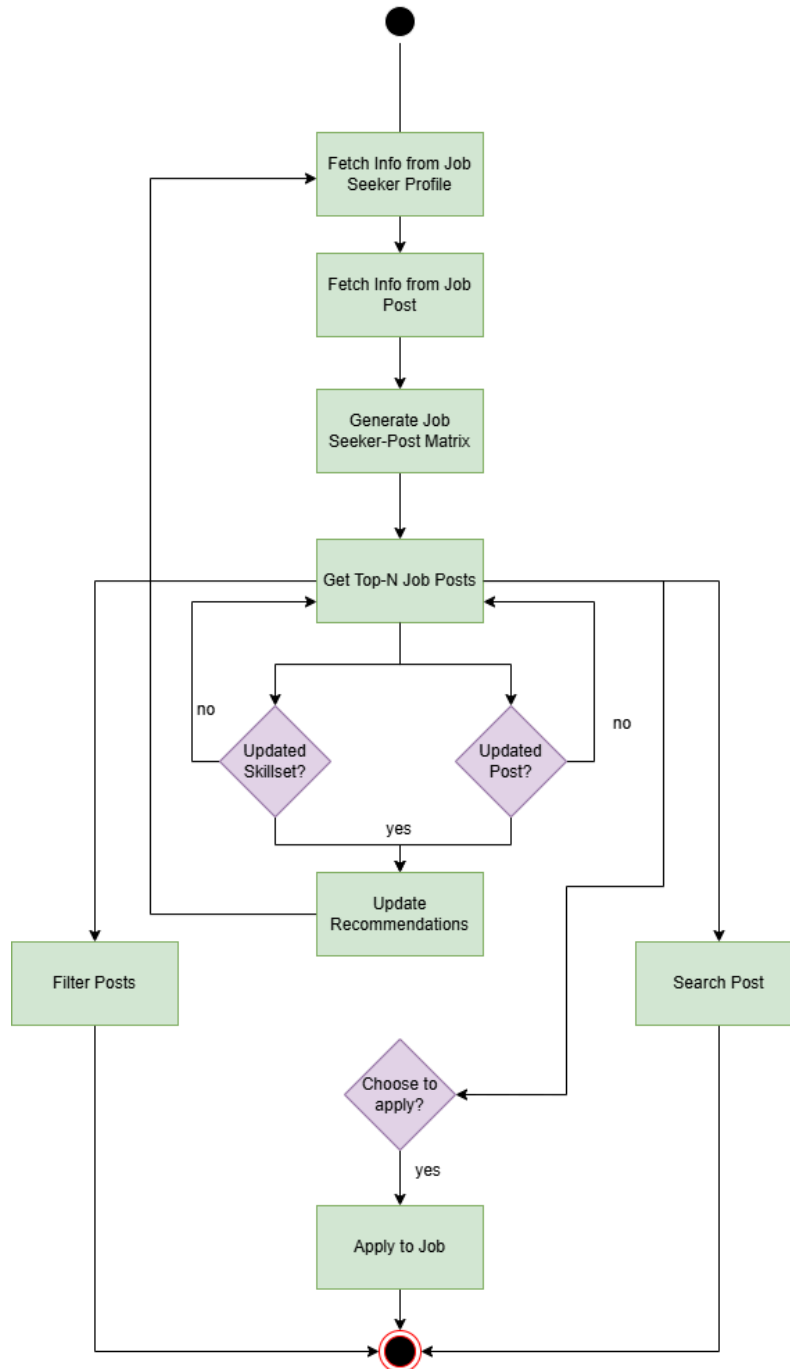 Fetch Info from Job
Seeker Profile
Fetch Info from Job
Post
Generate Job
Seeker-Post Matrix
Get Top-N Job Posts
no
no
Updated
Skillset?
Updated
Post?
yes
Update
Recommendations
Filter Posts
Search Post
Choose to
apply?
yes
Apply to Job